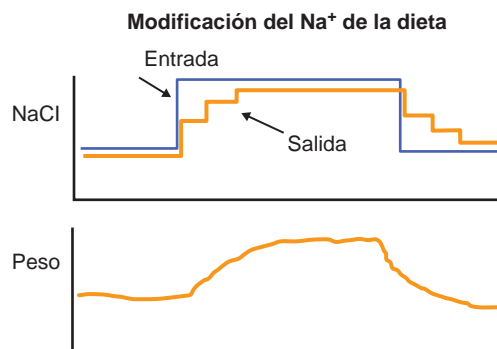 Modificación del Na⁺ de la dieta
Entrada
NaCl
Salida
Peso